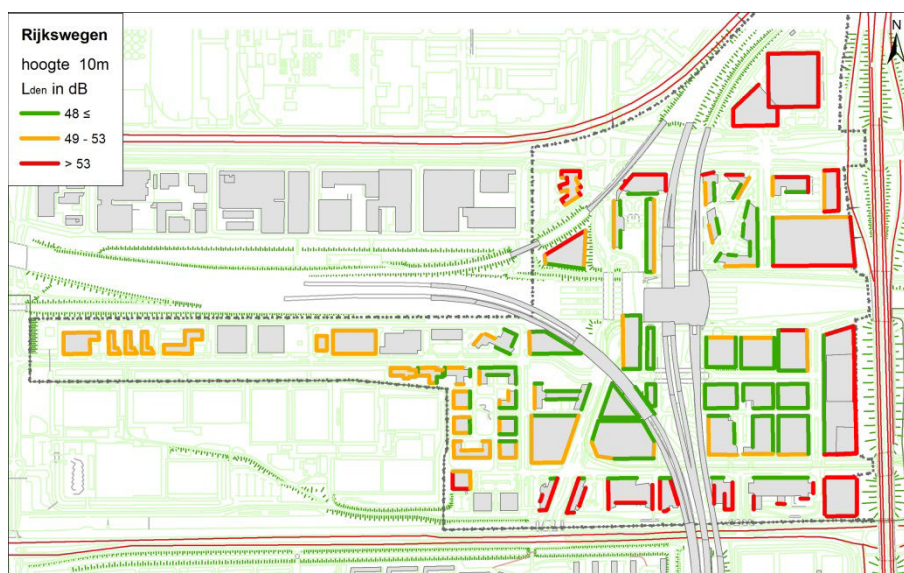 Rijkswegen
hoogte 10m
Lden in dB
48 ≤
49 - 53
> 53
N